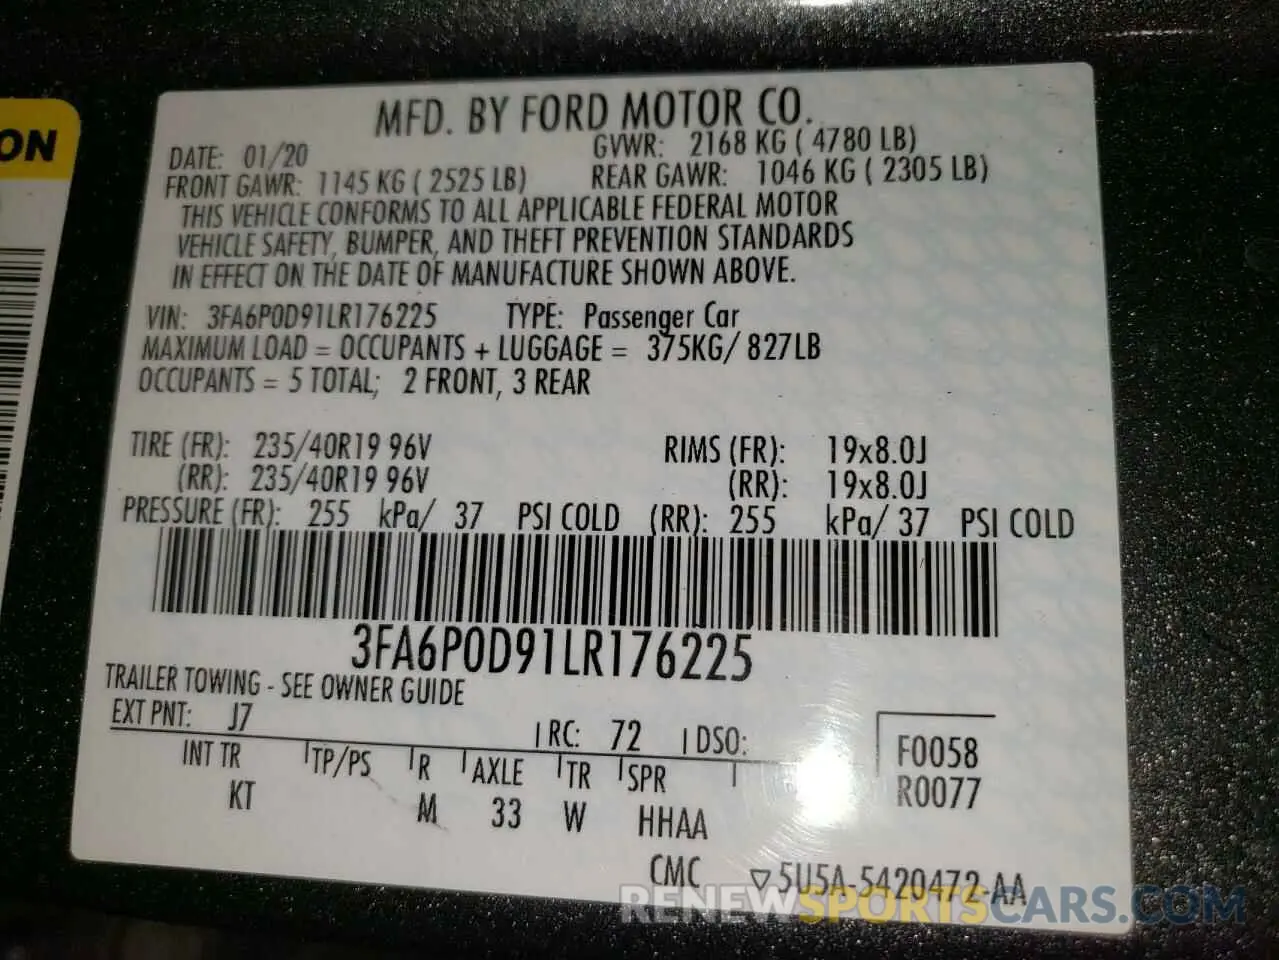 ON
MFD. BY FORD MOTOR CO.
DATE: 01/20 GVWR: 2168 KG ( 4780 LB)
FRONT GAWR: 1145 KG ( 2525 LB) REAR GAWR: 1046 KG ( 2305 LB)
THIS VEHICLE CONFORMS TO ALL APPLICABLE FEDERAL MOTOR
VEHICLE SAFETY, BUMPER, AND THEFT PREVENTION STANDARDS
IN EFFECT ON THE DATE OF MANUFACTURE SHOWN ABOVE.
VIN: 3FA6P0D91LR176225 TYPE: Passenger Car
MAXIMUM LOAD = OCCUPANTS + LUGGAGE = 375KG/ 827LB
OCCUPANTS = 5 TOTAL; 2 FRONT, 3 REAR
TIRE (FR): 235/40R19 96V RIMS (FR): 19x8.0J
(RR): 235/40R19 96V (RR): 19x8.0J
PRESSURE (FR): 255 kPa/ 37 PSI COLD (RR): 255 kPa/ 37 PSI COLD
3FA6P0D91LR176225
TRAILER TOWING - SEE OWNER GUIDE
EXT PNT: J7 RC: 72 DSO:
F0058
R0077
INT TR TP/PS R AXLE TR SPR
KT M 33 W HHAA
CMC ▽5U5A-5420472-AA
RENEWSPORTSCARS.COM